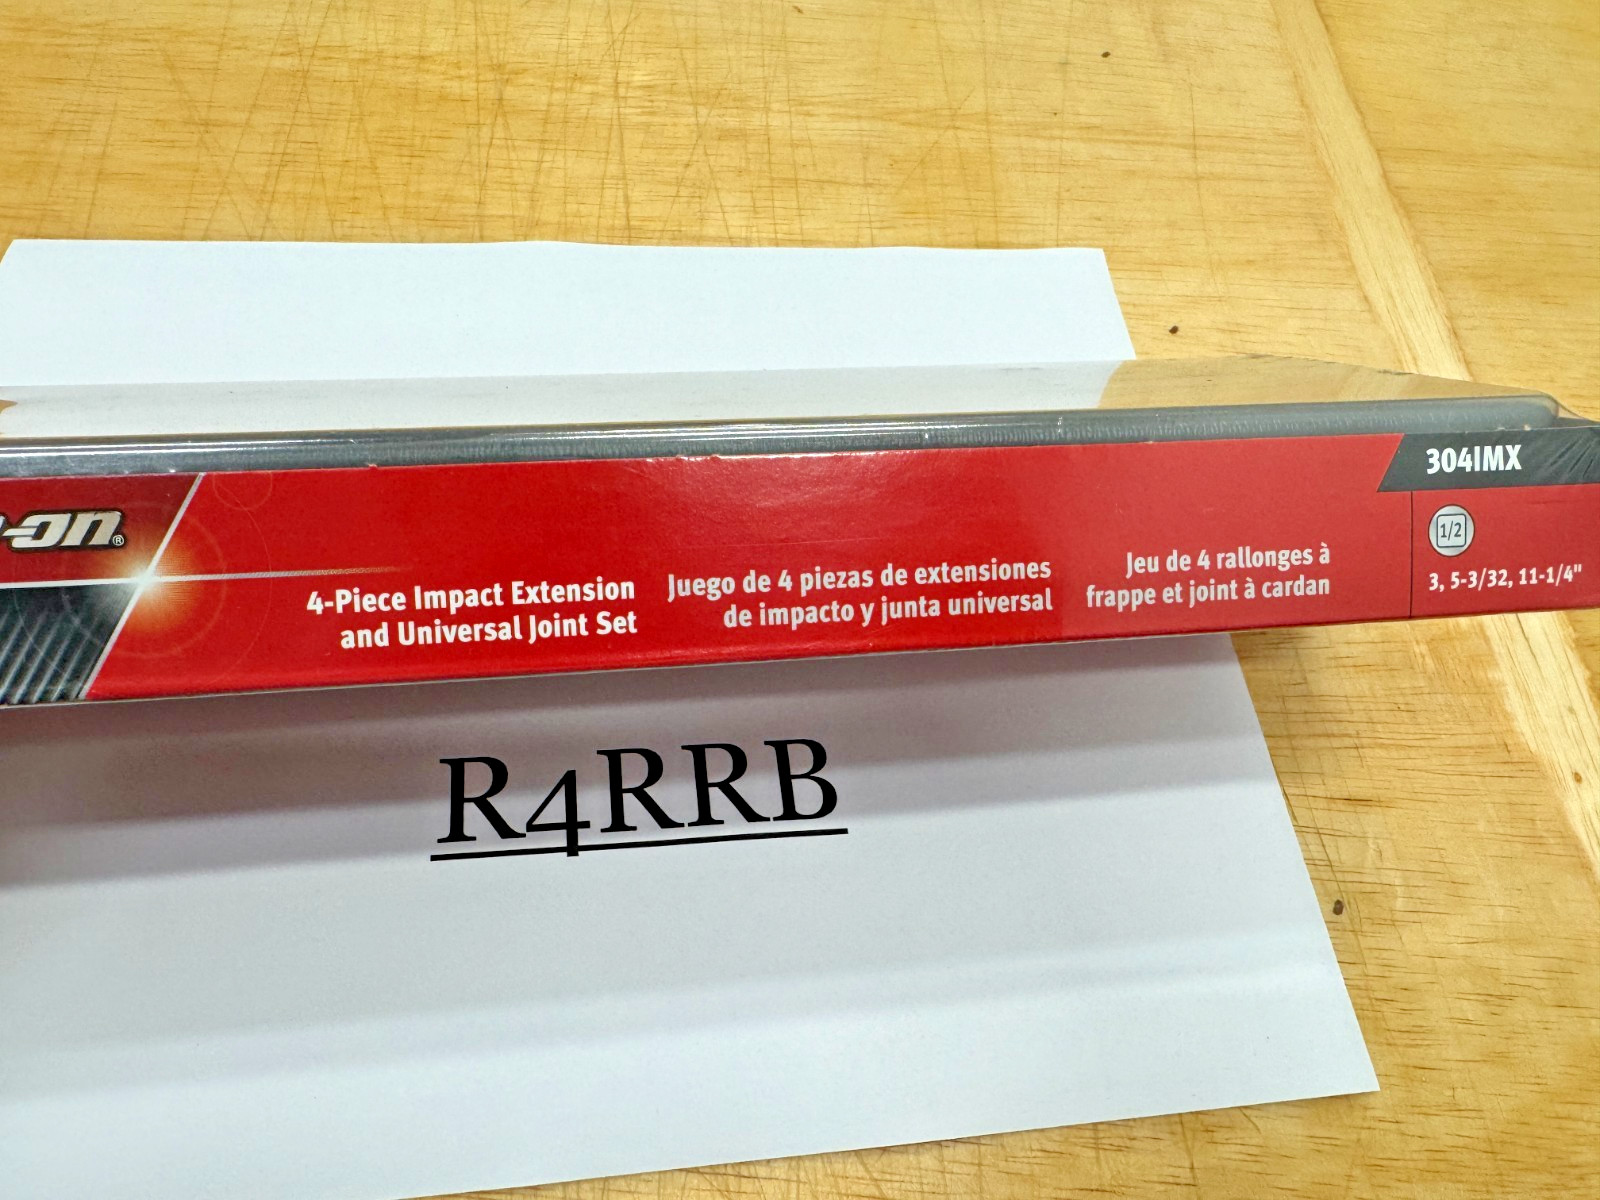 -on®
4-Piece Impact Extension
and Universal Joint Set
Juego de 4 piezas de extensiones
de impacto y junta universal
Jeu de 4 rallonges à
frappe et joint à cardan
304IMX
1/2
3, 5-3/32, 11-1/4"
R4RRB